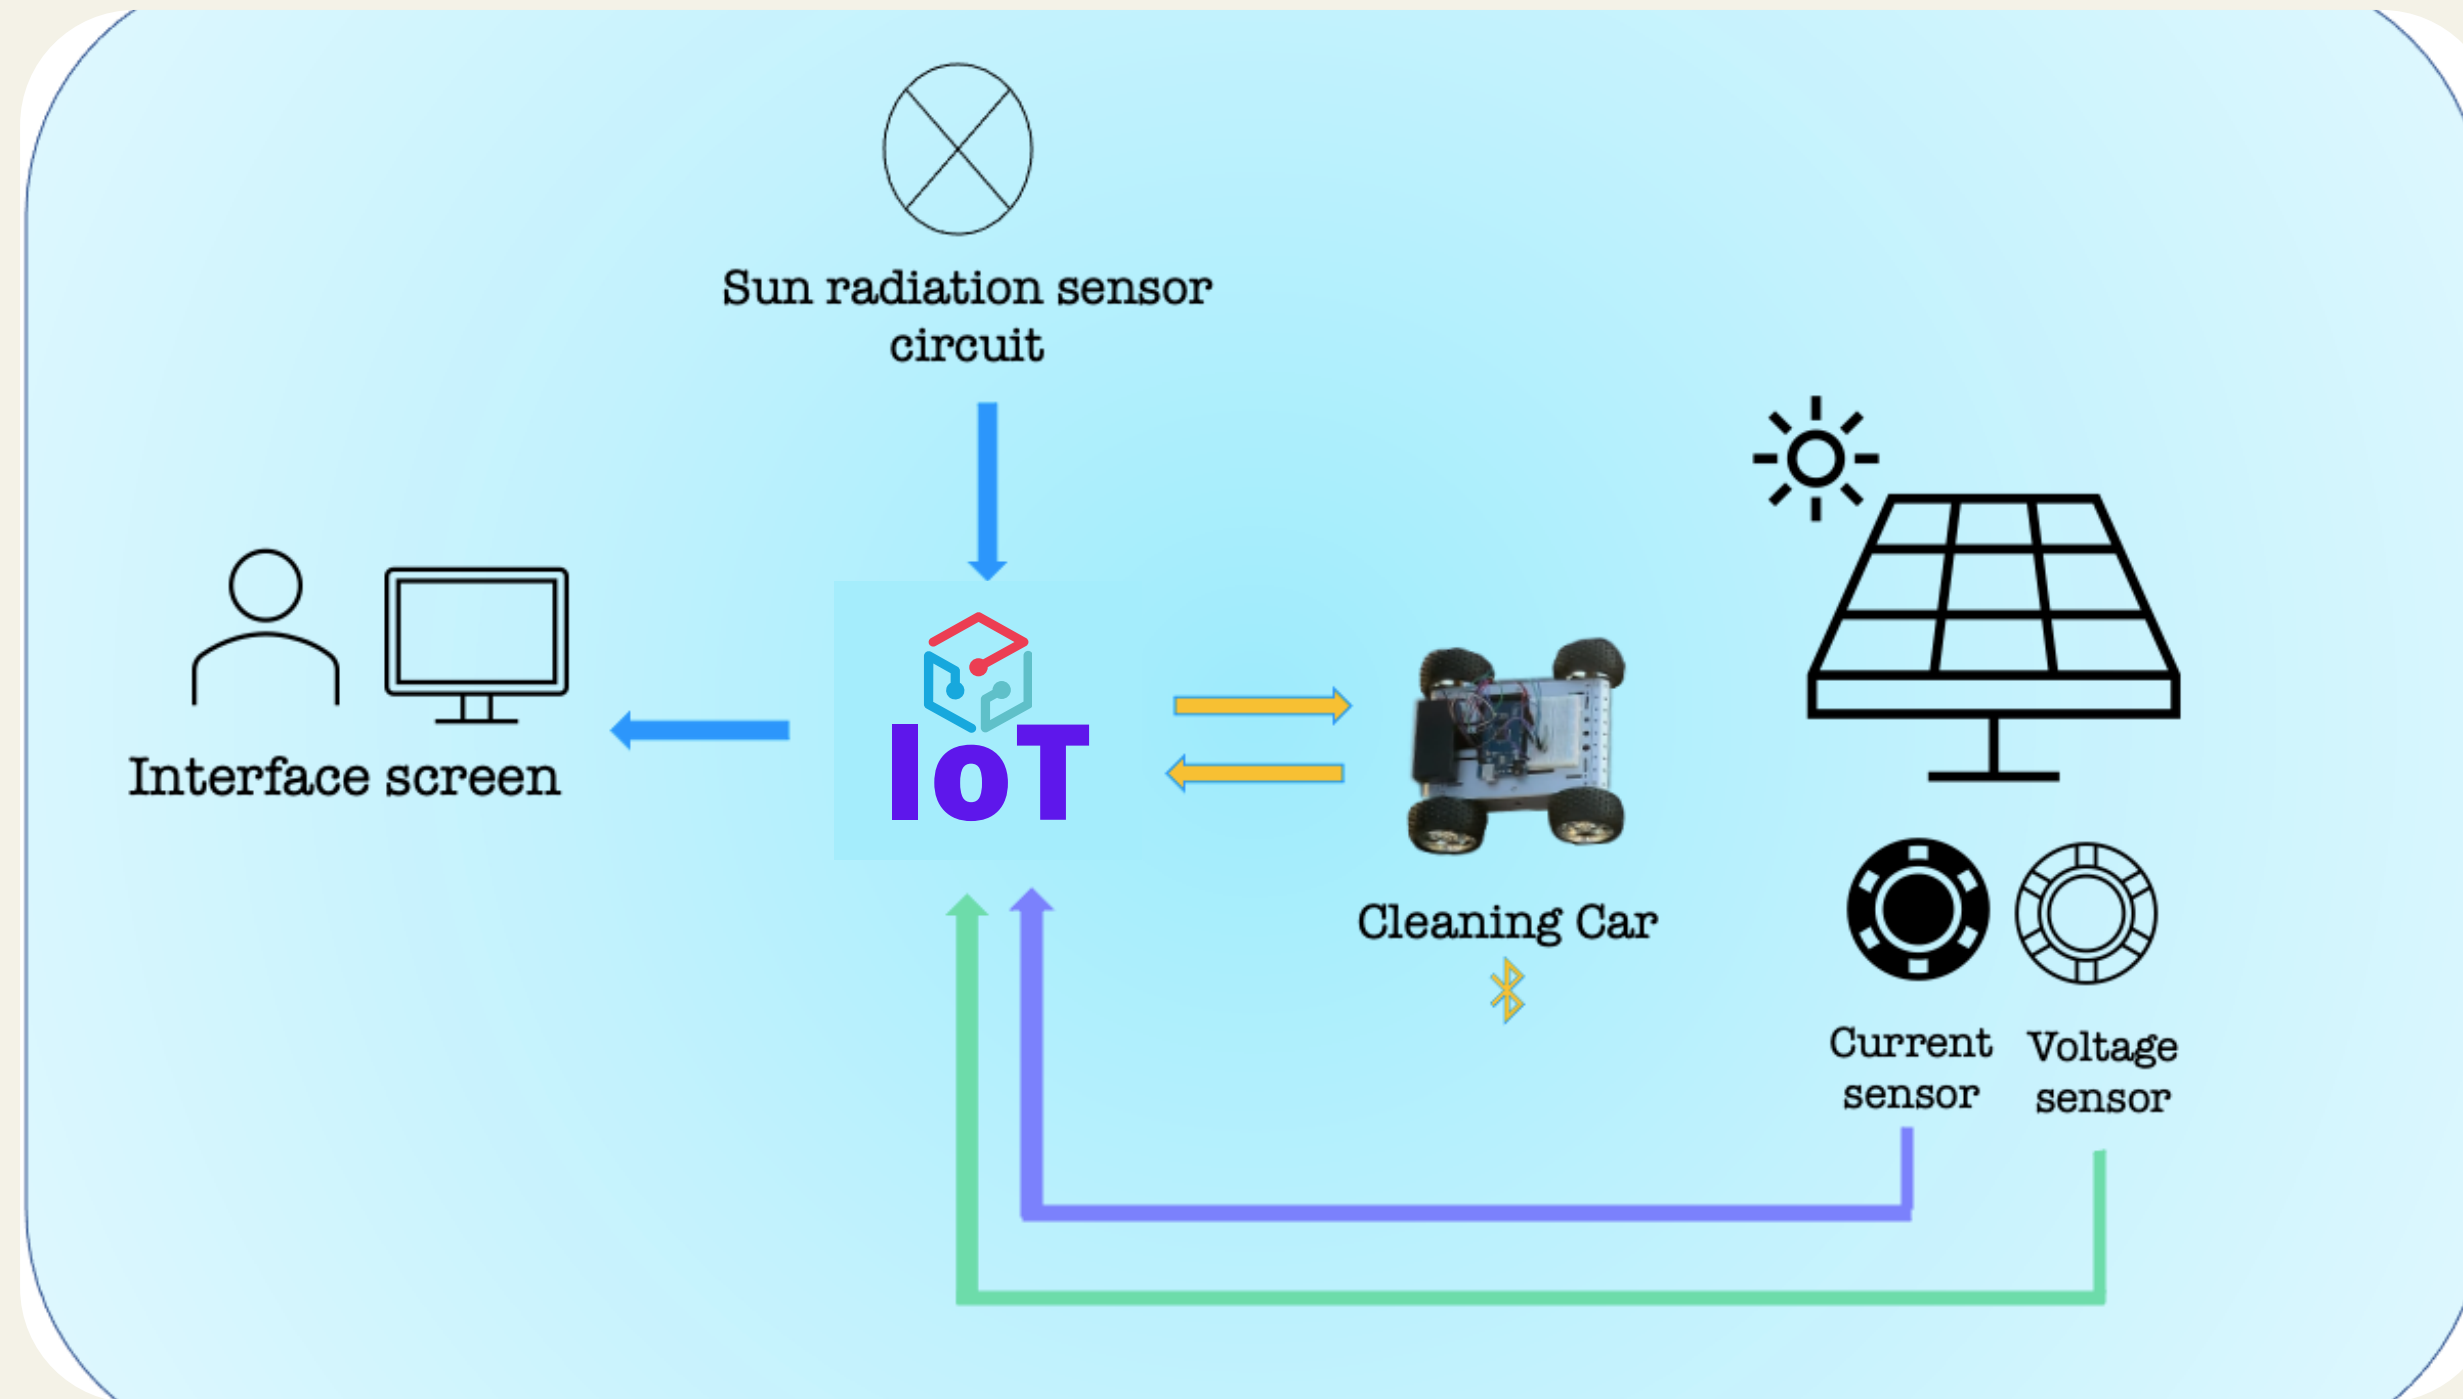 Sun radiation sensor
circuit
Interface screen
IoT
Cleaning Car
Current
sensor
Voltage
sensor